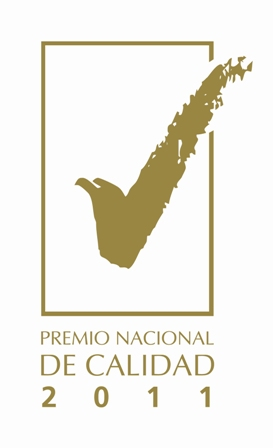 PREMIO NACIONAL
DE CALIDAD
2011